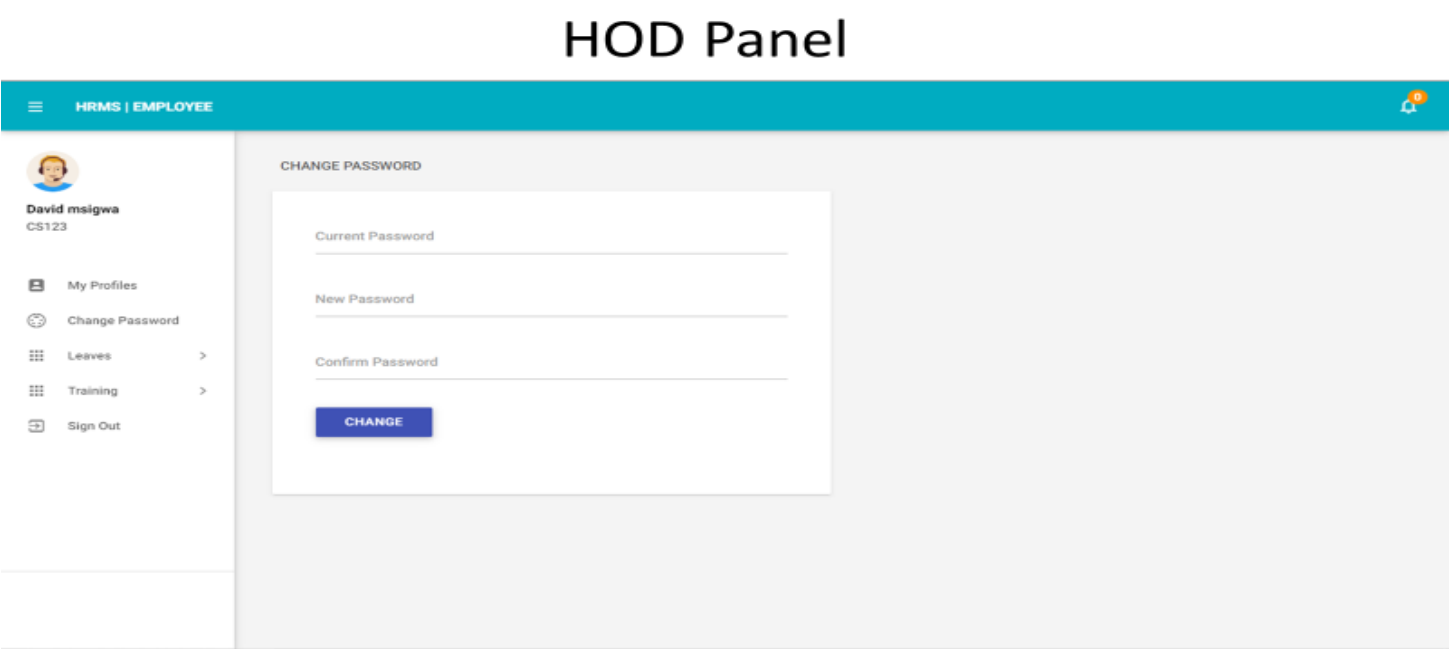 HOD Panel
HRMS | EMPLOYEE
0
David msigwa
CS123
My Profiles
Change Password
Leaves >
Training >
Sign Out
CHANGE PASSWORD
Current Password
New Password
Confirm Password
CHANGE